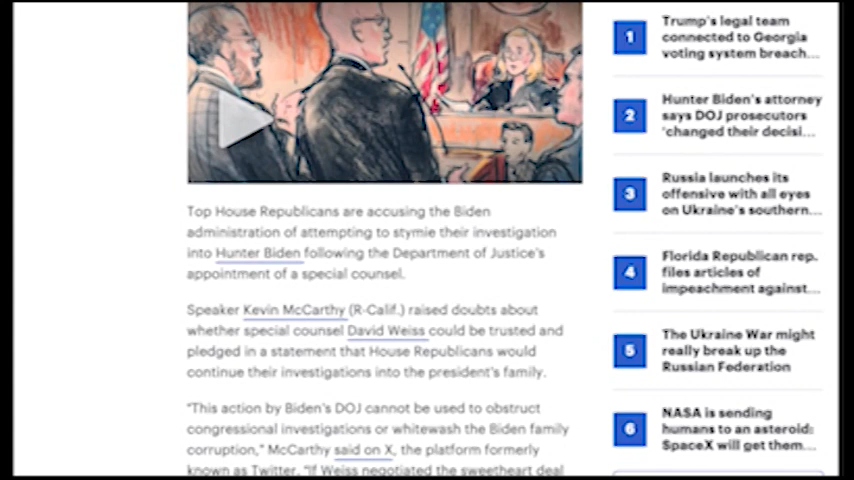 Top House Republicans are accusing the Biden
administration of attempting to stymie their investigation
into Hunter Biden following the Department of Justice's
appointment of a special counsel.
Speaker Kevin McCarthy (R-Calif.) raised doubts about
whether special counsel David Weiss could be trusted and
pledged in a statement that House Republicans would
continue their investigations into the president's family.
"This action by Biden's DOJ cannot be used to obstruct
congressional investigations or whitewash the Biden family
corruption," McCarthy said on X, the platform formerly
known as Twitter. "If Weiss negotiated the sweetheart deal
1
Trump's legal team
connected to Georgia
voting system breach...
2
Hunter Biden's attorney
says DOJ prosecutors
'changed their decisi...
3
Russia launches its
offensive with all eyes
on Ukraine's southern...
4
Florida Republican rep.
files articles of
impeachment against...
5
The Ukraine War might
really break up the
Russian Federation
6
NASA is sending
humans to an asteroid:
SpaceX will get them...